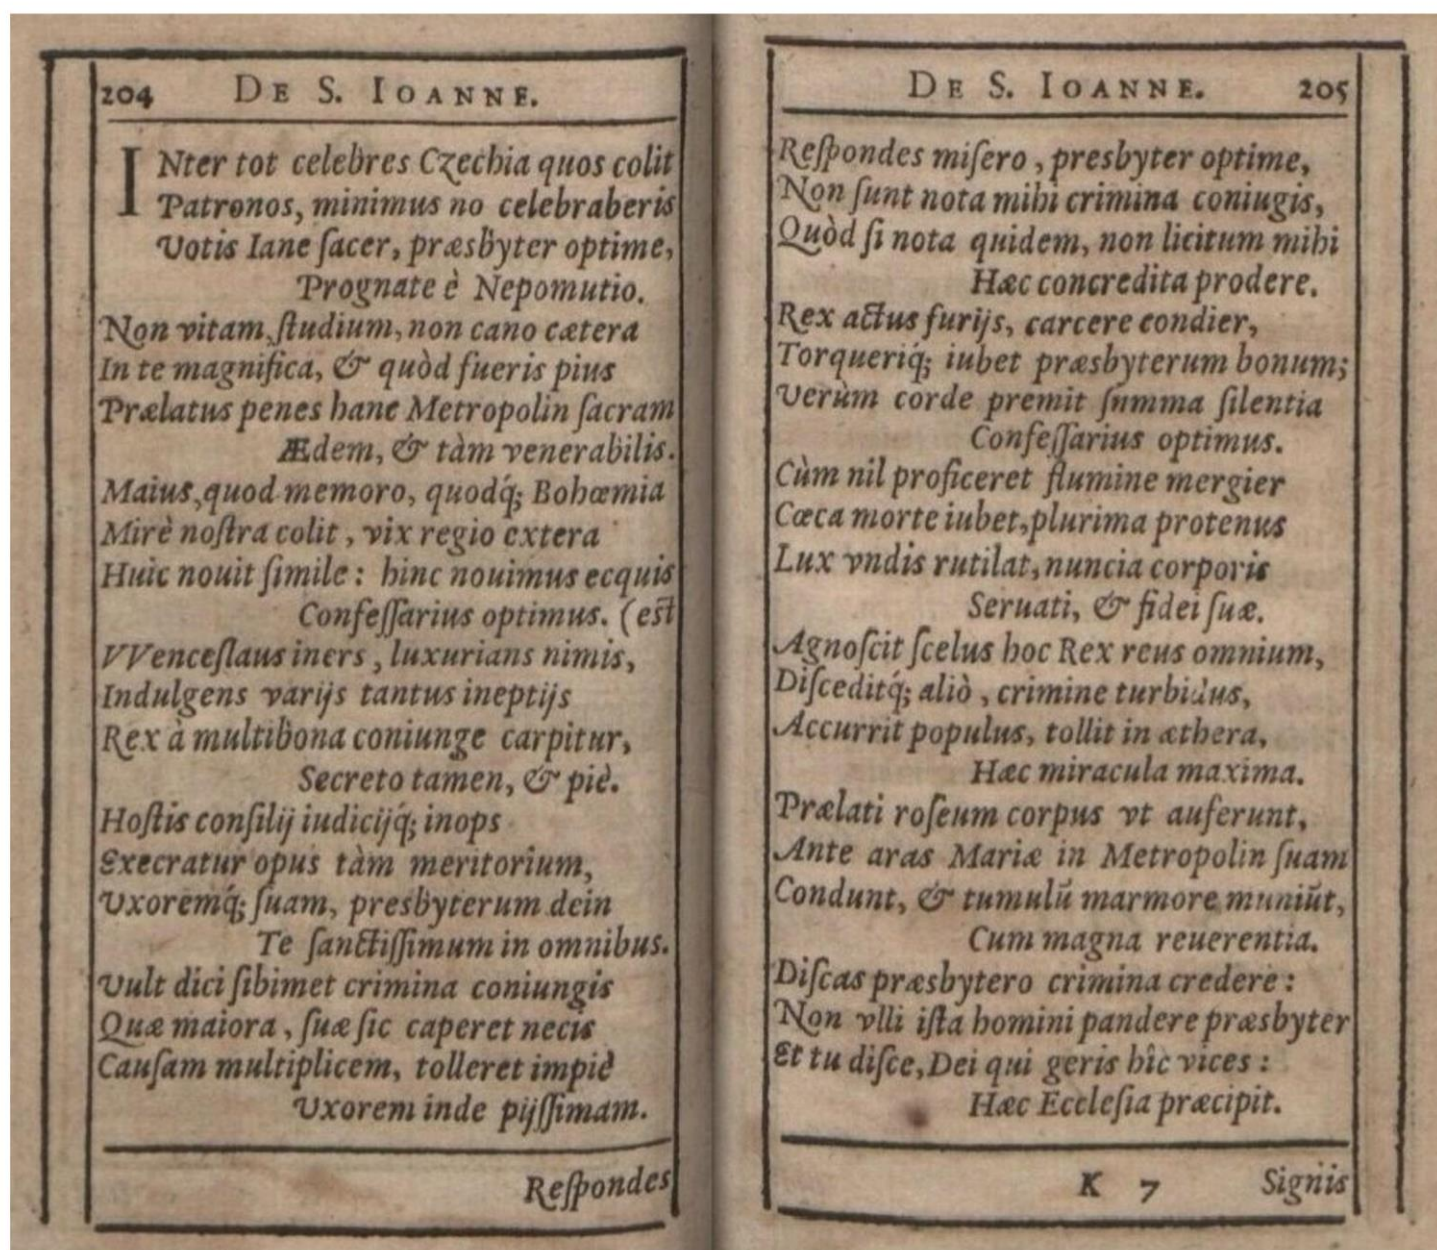 204 DE S. IOANNE.
INter tot celebres Czechia quos colit
Patronos, minimus no celebraberis
Votis Iane ſacer, præsbyter optime,
Prognate è Nepomutio.
Non vitam, ſtudium, non cano cætera
In te magnifica, & quòd fueris pius
Prælatus penes hanc Metropolin ſacram
Ædem, & tàm venerabilis.
Maius, quod memoro, quodq́; Bohœmia
Mirè noſtra colit, vix regio extera
Huic nouit ſimile: hinc nouimus ecquis
Confeſſarius optimus. (eſt
VVenceſlaus iners, luxurians nimis,
Indulgens varijs tantus ineptijs
Rex à multibona coniunge carpitur,
Secreto tamen, & piè.
Hoſtis conſilij iudicijq́; inops
Execratur opus tàm meritorium,
Vxoremq́; ſuam, presbyterum dein
Te ſanctiſſimum in omnibus.
Vult dici ſibimet crimina coniungis
Quæ maiora, ſuæ ſic caperet necis
Cauſam multiplicem, tolleret impiè
Vxorem inde pijſſimam.
Reſpondes
DE S. IOANNE. 205
Reſpondes miſero, presbyter optime,
Non ſunt nota mihi crimina coniugis,
Quòd ſi nota quidem, non licitum mihi
Hæc concredita prodere.
Rex actus furijs, carcere condier,
Torqueriq́; iubet præsbyterum bonum;
Verùm corde premit ſumma ſilentia
Confeſſarius optimus.
Cùm nil proficeret flumine mergier
Cæca morte iubet, plurima protenus
Lux vndis rutilat, nuncia corporis
Seruati, & fidei ſuæ.
Agnoſcit ſcelus hoc Rex reus omnium,
Diſceditq́; aliò, crimine turbidus,
Accurrit populus, tollit in æthera,
Hæc miracula maxima.
Prælati roſeum corpus vt auferunt,
Ante aras Mariæ in Metropolin ſuam
Condunt, & tumulũ marmore muniũt,
Cum magna reuerentia.
Diſcas præsbytero crimina credere:
Non vlli iſta homini pandere præsbyter
Et tu diſce, Dei qui geris hîc vices:
Hæc Eccleſia præcipit.
K 7 Signis